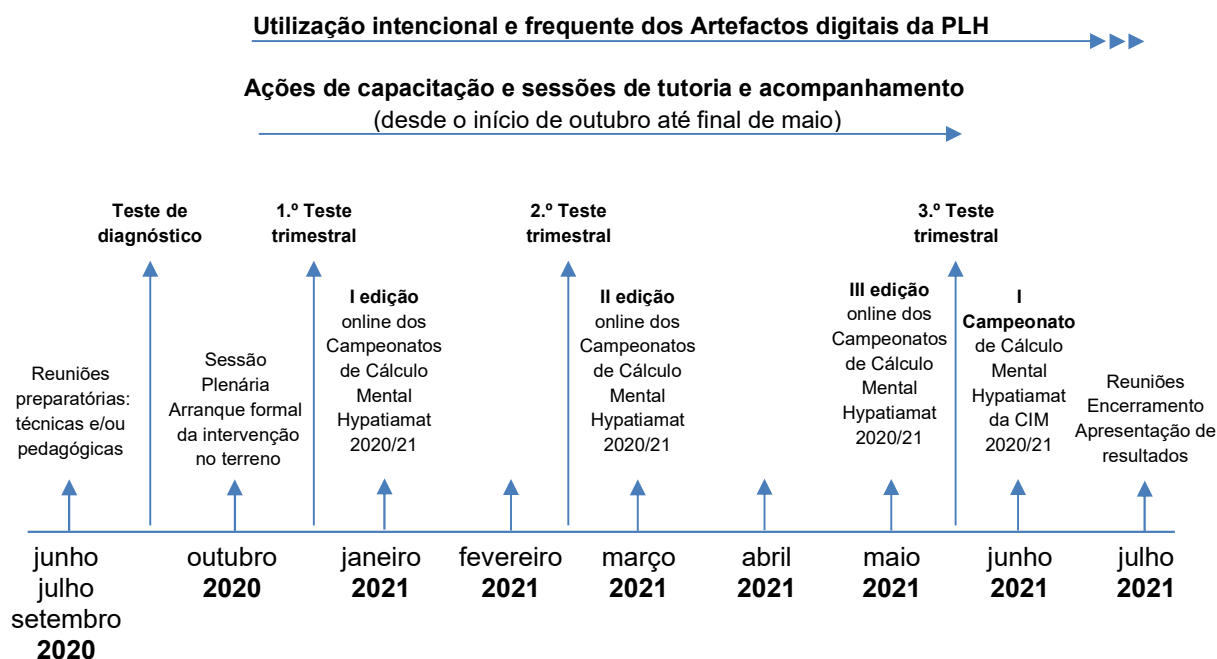 Utilização intencional e frequente dos Artefactos digitais da PLH
Ações de capacitação e sessões de tutoria e acompanhamento
(desde o início de outubro até final de maio)
Teste de
diagnóstico
1.º Teste
trimestral
2.º Teste
trimestral
3.º Teste
trimestral
Reuniões
preparatórias:
técnicas e/ou
pedagógicas
Sessão
Plenária
Arranque formal
da intervenção
no terreno
I edição
online dos
Campeonatos
de Cálculo
Mental
Hypatiamat
2020/21
II edição
online dos
Campeonatos
de Cálculo
Mental
Hypatiamat
2020/21
III edição
online dos
Campeonatos
de Cálculo
Mental
Hypatiamat
2020/21
I
Campeonato
de Cálculo
Mental
Hypatiamat
da CIM
2020/21
Reuniões
Encerramento
Apresentação de
resultados
junho
julho
setembro
2020
outubro
2020
janeiro
2021
fevereiro
2021
março
2021
abril
2021
maio
2021
junho
2021
julho
2021